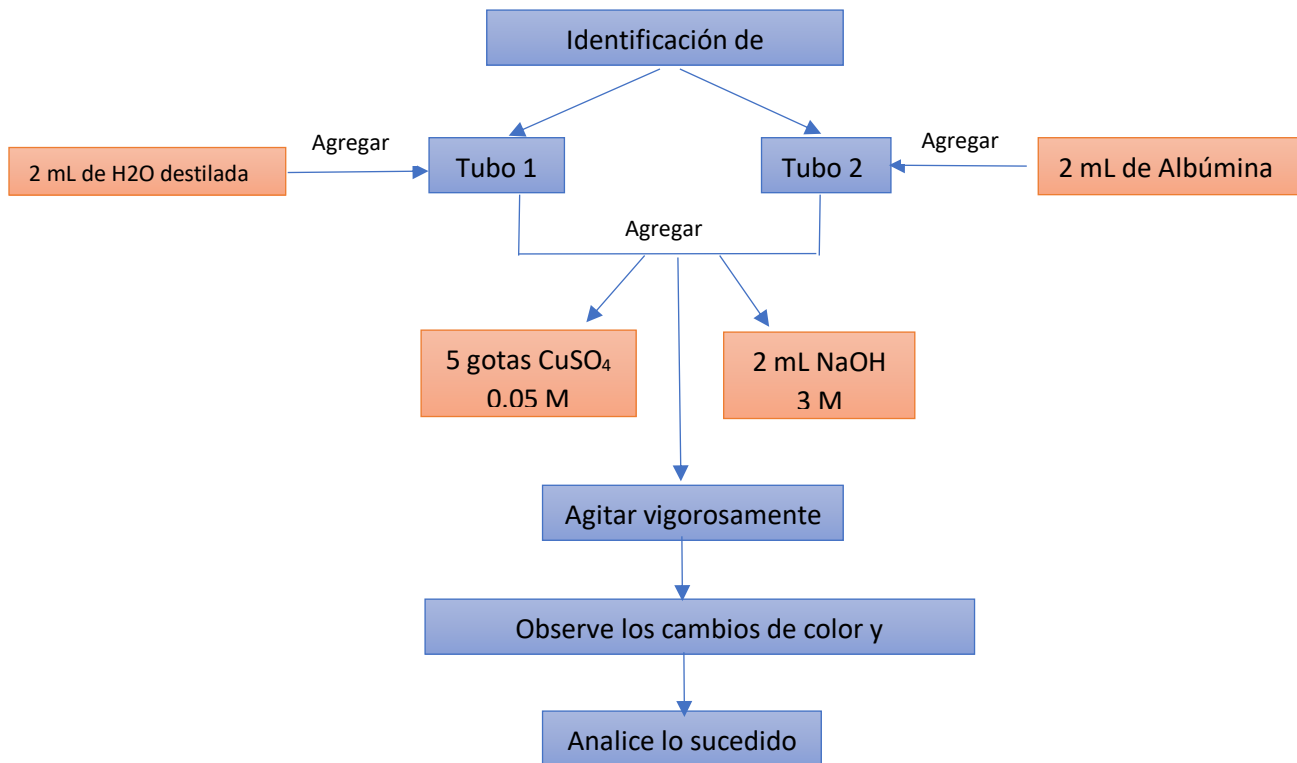 Identificación de
Agregar
Agregar
2 mL de H2O destilada
Tubo 1
Tubo 2
2 mL de Albúmina
Agregar
5 gotas CuSO₄
0.05 M
2 mL NaOH
3 M
Agitar vigorosamente
Observe los cambios de color y
Analice lo sucedido